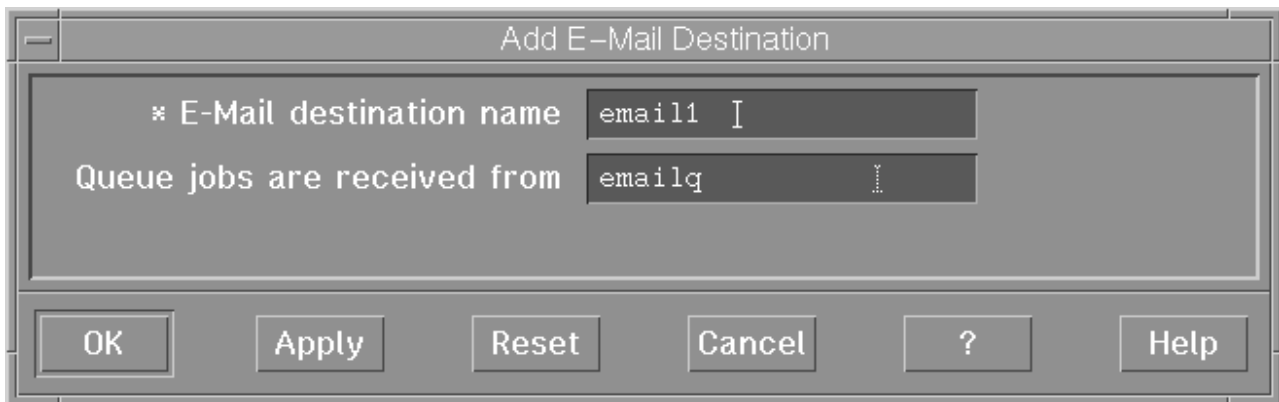 Add E–Mail Destination
* E-Mail destination name email1
Queue jobs are received from emailq
OK Apply Reset Cancel ? Help